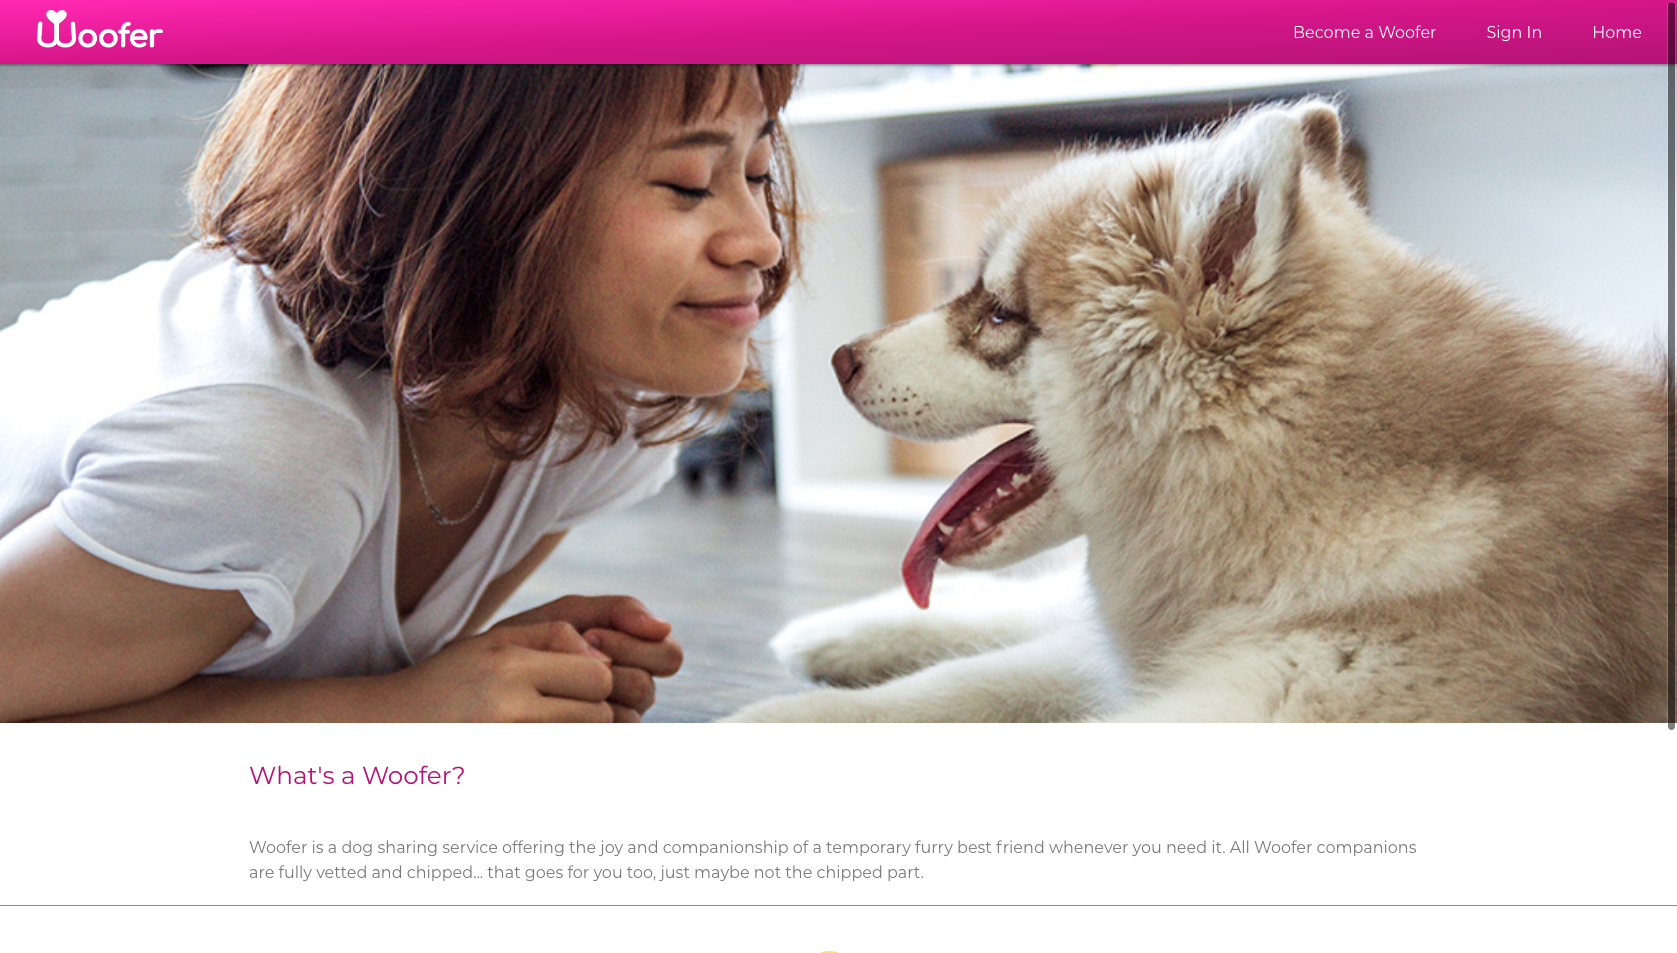 Woofer
Become a Woofer
Sign In
Home
What's a Woofer?
Woofer is a dog sharing service offering the joy and companionship of a temporary furry best friend whenever you need it. All Woofer companions
are fully vetted and chipped... that goes for you too, just maybe not the chipped part.